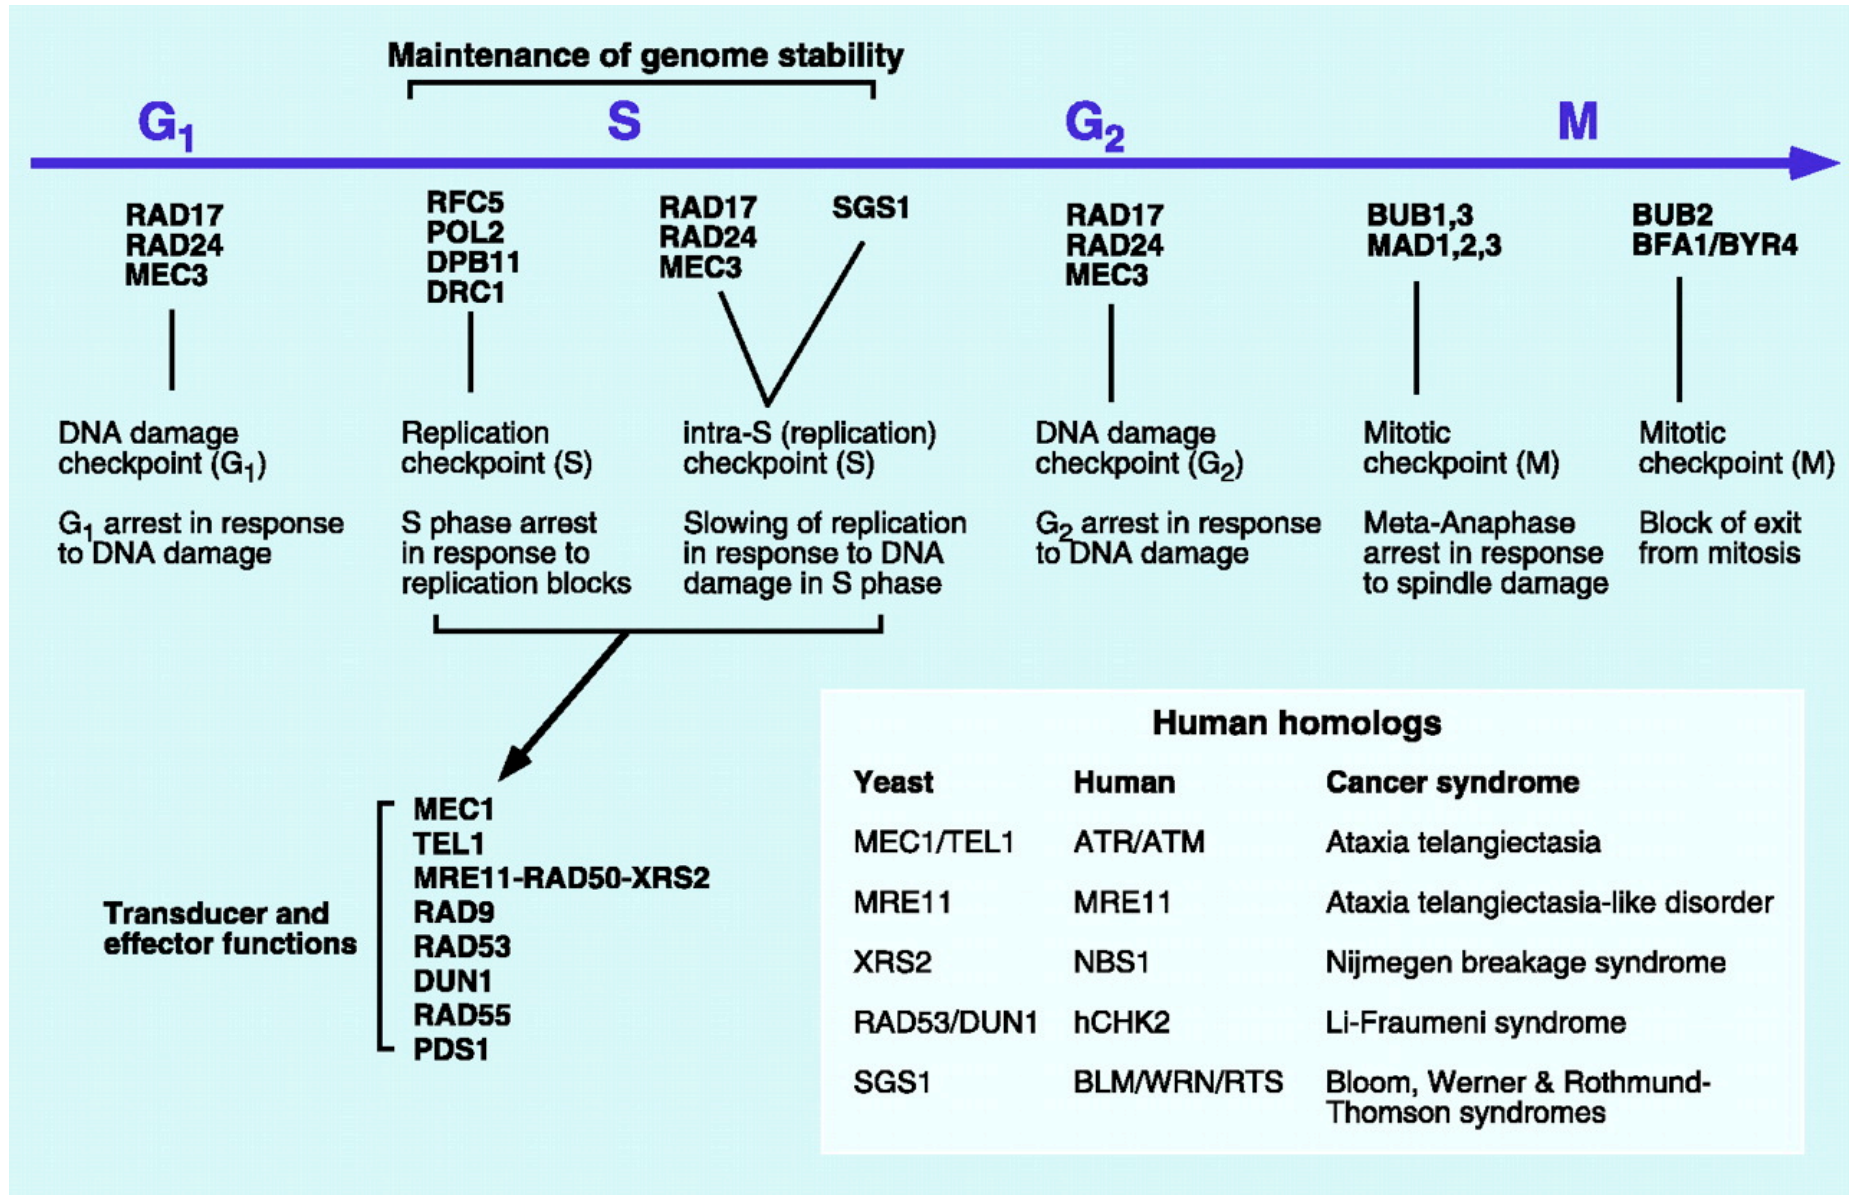 Maintenance of genome stability
G1 S G2 M
RAD17
RAD24
MEC3
RFC5
POL2
DPB11
DRC1
RAD17
RAD24
MEC3
SGS1
RAD17
RAD24
MEC3
BUB1,3
MAD1,2,3
BUB2
BFA1/BYR4
DNA damage
checkpoint (G1)
G1 arrest in response
to DNA damage
Replication
checkpoint (S)
S phase arrest
in response to
replication blocks
intra-S (replication)
checkpoint (S)
Slowing of replication
in response to DNA
damage in S phase
DNA damage
checkpoint (G2)
G2 arrest in response
to DNA damage
Mitotic
checkpoint (M)
Meta-Anaphase
arrest in response
to spindle damage
Mitotic
checkpoint (M)
Block of exit
from mitosis
Transducer and
effector functions
MEC1
TEL1
MRE11-RAD50-XRS2
RAD9
RAD53
DUN1
RAD55
PDS1
Human homologs
Yeast Human Cancer syndrome
MEC1/TEL1 ATR/ATM Ataxia telangiectasia
MRE11 MRE11 Ataxia telangiectasia-like disorder
XRS2 NBS1 Nijmegen breakage syndrome
RAD53/DUN1 hCHK2 Li-Fraumeni syndrome
SGS1 BLM/WRN/RTS Bloom, Werner & Rothmund-
Thomson syndromes